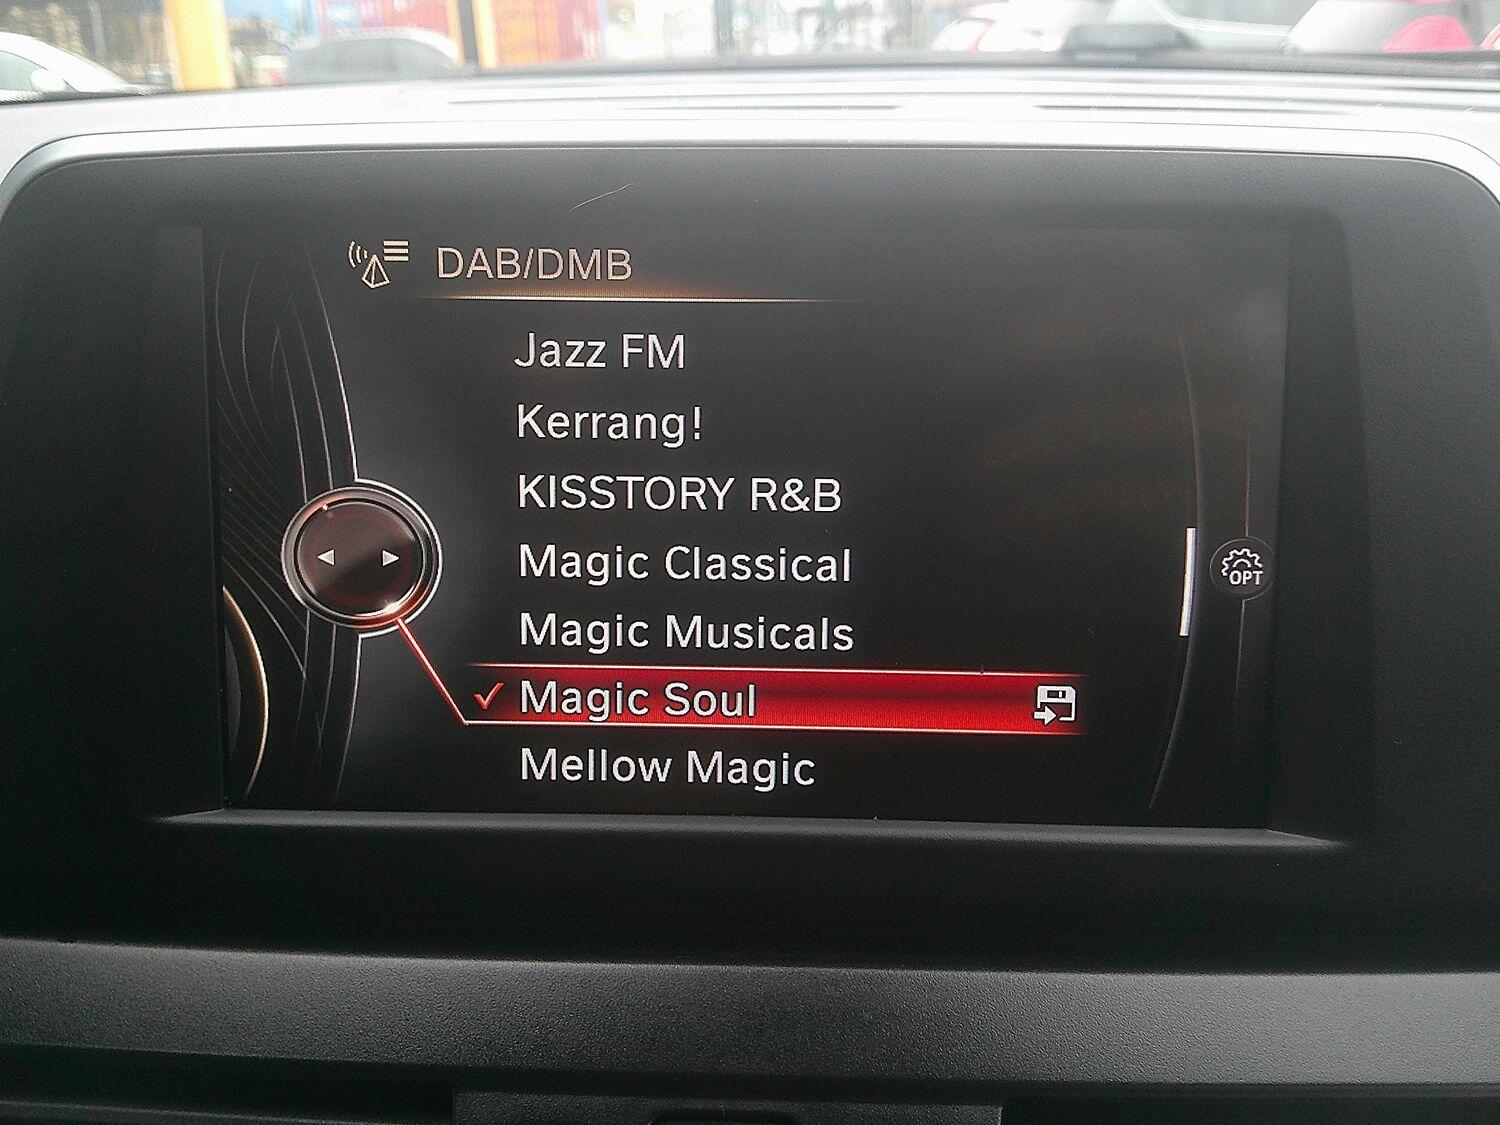 DAB/DMB
Jazz FM
Kerrang!
KISSTORY R&B
Magic Classical
Magic Musicals
Magic Soul
Mellow Magic
OPT